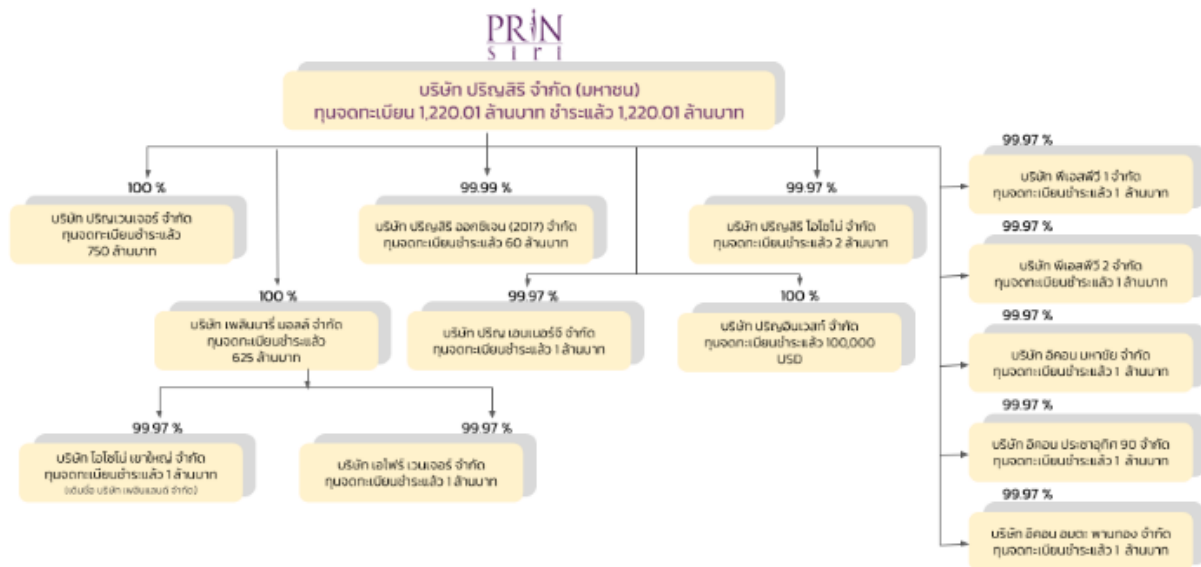 PRIN
siri
บริษัท ปริญสิริ จำกัด (มหาชน)
ทุนจดทะเบียน 1,220.01 ล้านบาท ชำระแล้ว 1,220.01 ล้านบาท
100 %
บริษัท ปริญเวนเจอร์ จำกัด
ทุนจดทะเบียนชำระแล้ว
750 ล้านบาท
99.99 %
บริษัท ปริญสิริ ออกซิเจน (2017) จำกัด
ทุนจดทะเบียนชำระแล้ว 60 ล้านบาท
99.97 %
บริษัท ปริญสิริ ไอโซโม่ จำกัด
ทุนจดทะเบียนชำระแล้ว 2 ล้านบาท
99.97 %
บริษัท พีเอสพีวี 1 จำกัด
ทุนจดทะเบียนชำระแล้ว 1 ล้านบาท
99.97 %
บริษัท พีเอสพีวี 2 จำกัด
ทุนจดทะเบียนชำระแล้ว 1 ล้านบาท
100 %
บริษัท เพลินนารี่ มอลล์ จำกัด
ทุนจดทะเบียนชำระแล้ว
625 ล้านบาท
99.97 %
บริษัท ปริญ เอนเนอร์จี จำกัด
ทุนจดทะเบียนชำระแล้ว 1 ล้านบาท
100 %
บริษัท ปริญอินเวสท์ จำกัด
ทุนจดทะเบียนชำระแล้ว 100,000
USD
99.97 %
บริษัท อิคอน มหาชัย จำกัด
ทุนจดทะเบียนชำระแล้ว 1 ล้านบาท
99.97 %
บริษัท ไอโซโม่ เขาใหญ่ จำกัด
ทุนจดทะเบียนชำระแล้ว 1 ล้านบาท
(เดิมชื่อ บริษัท เพลินแลนด์ จำกัด)
99.97 %
บริษัท เอโฟร์ เวนเจอร์ จำกัด
ทุนจดทะเบียนชำระแล้ว 1 ล้านบาท
99.97 %
บริษัท อิคอน ประชาอุทิศ 90 จำกัด
ทุนจดทะเบียนชำระแล้ว 1 ล้านบาท
99.97 %
บริษัท อิคอน อมตะ พานทอง จำกัด
ทุนจดทะเบียนชำระแล้ว 1 ล้านบาท